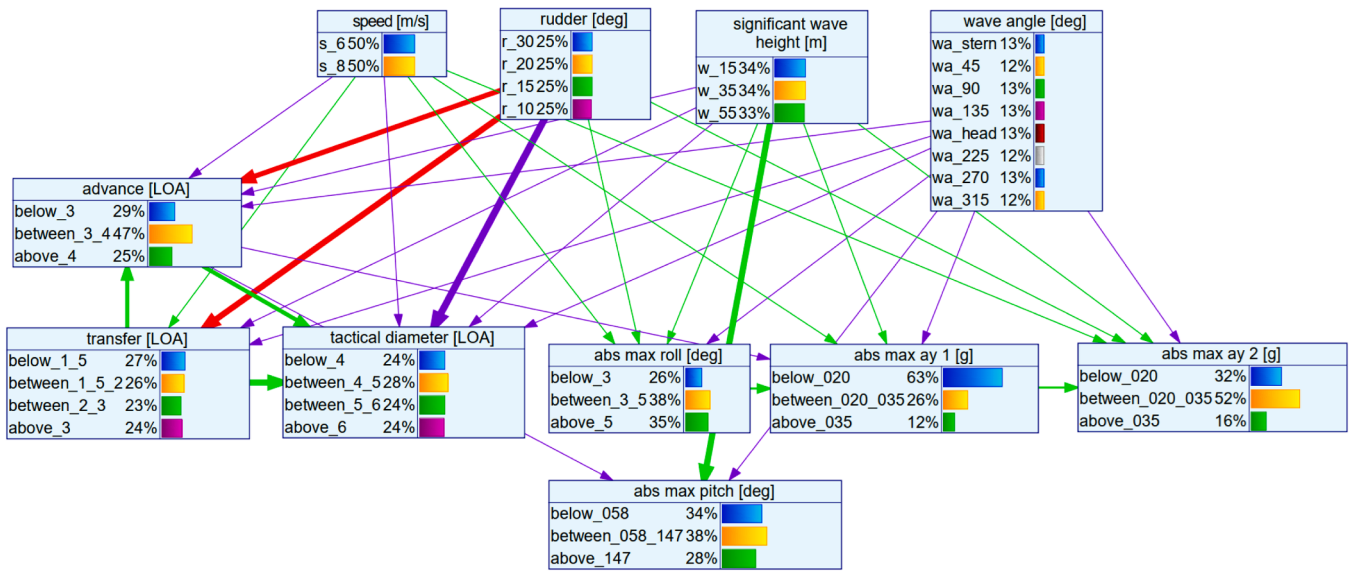 speed [m/s]
s_6 50%
s_8 50%
rudder [deg]
r_30 25%
r_20 25%
r_15 25%
r_10 25%
significant wave
height [m]
w_15 34%
w_35 34%
w_55 33%
wave angle [deg]
wa_stern 13%
wa_45 12%
wa_90 13%
wa_135 13%
wa_head 13%
wa_225 12%
wa_270 13%
wa_315 12%
advance [LOA]
below_3 29%
between_3_4 47%
above_4 25%
transfer [LOA]
below_1_5 27%
between_1_5_2 26%
between_2_3 23%
above_3 24%
tactical diameter [LOA]
below_4 24%
between_4_5 28%
between_5_6 24%
above_6 24%
abs max roll [deg]
below_3 26%
between_3_5 38%
above_5 35%
abs max ay 1 [g]
below_020 63%
between_020_035 26%
above_035 12%
abs max ay 2 [g]
below_020 32%
between_020_035 52%
above_035 16%
abs max pitch [deg]
below_058 34%
between_058_147 38%
above_147 28%